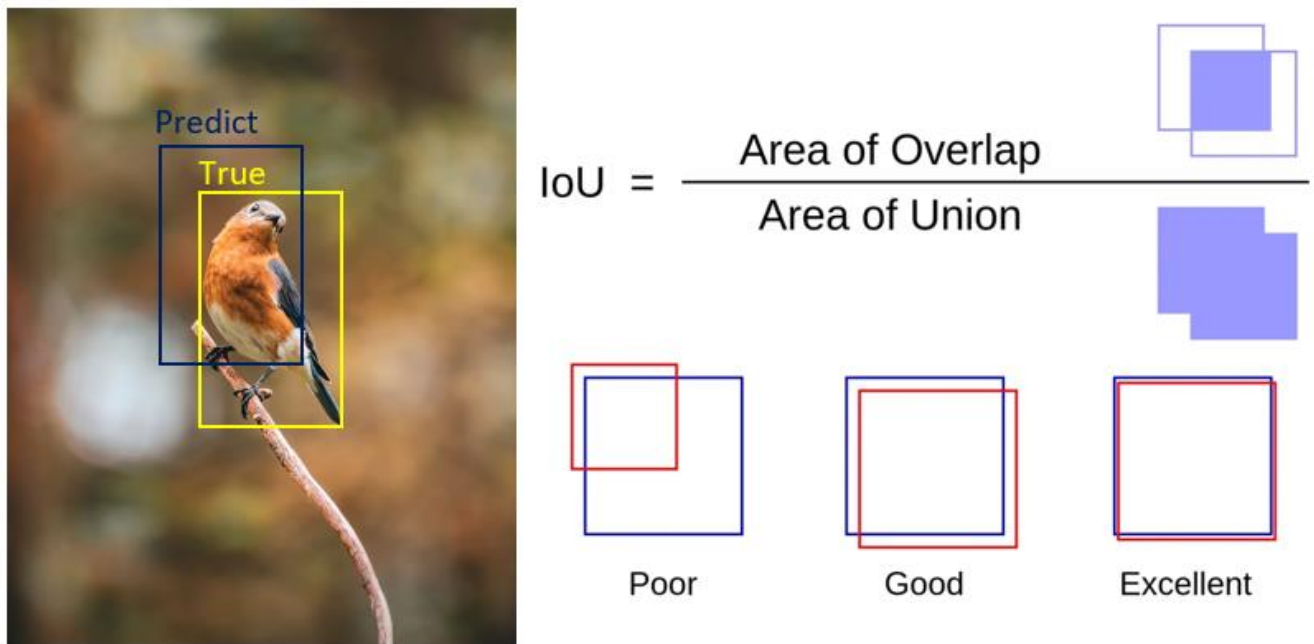 Predict
True
IoU =
Area of Overlap
Area of Union
Poor
Good
Excellent